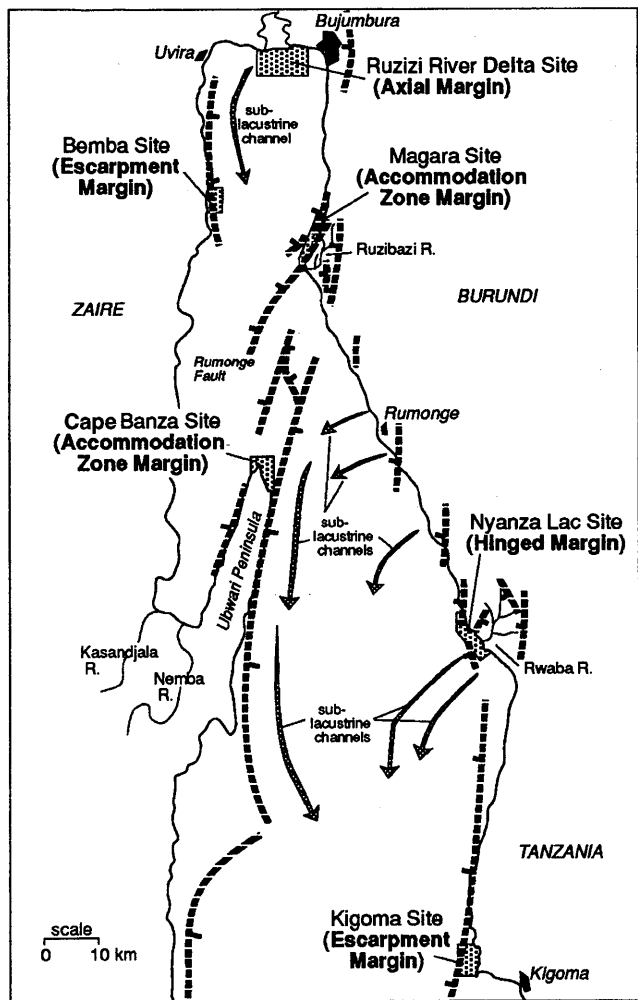 Bujumbura
Uvira
Ruzizi River Delta Site
(Axial Margin)
sub-
lacustrine
channel
Bemba Site
(Escarpment
Margin)
Magara Site
(Accommodation
Zone Margin)
Ruzibazi R.
ZAIRE
BURUNDI
Rumonge
Fault
Cape Banza Site
(Accommodation
Zone Margin)
Rumonge
sub-
lacustrine
channels
Nyanza Lac Site
(Hinged Margin)
Ubwari Peninsula
Kasandjala
R.
Nemba
R.
Rwaba R.
sub-
lacustrine
channels
TANZANIA
scale
0 10 km
Kigoma Site
(Escarpment
Margin)
Kigoma